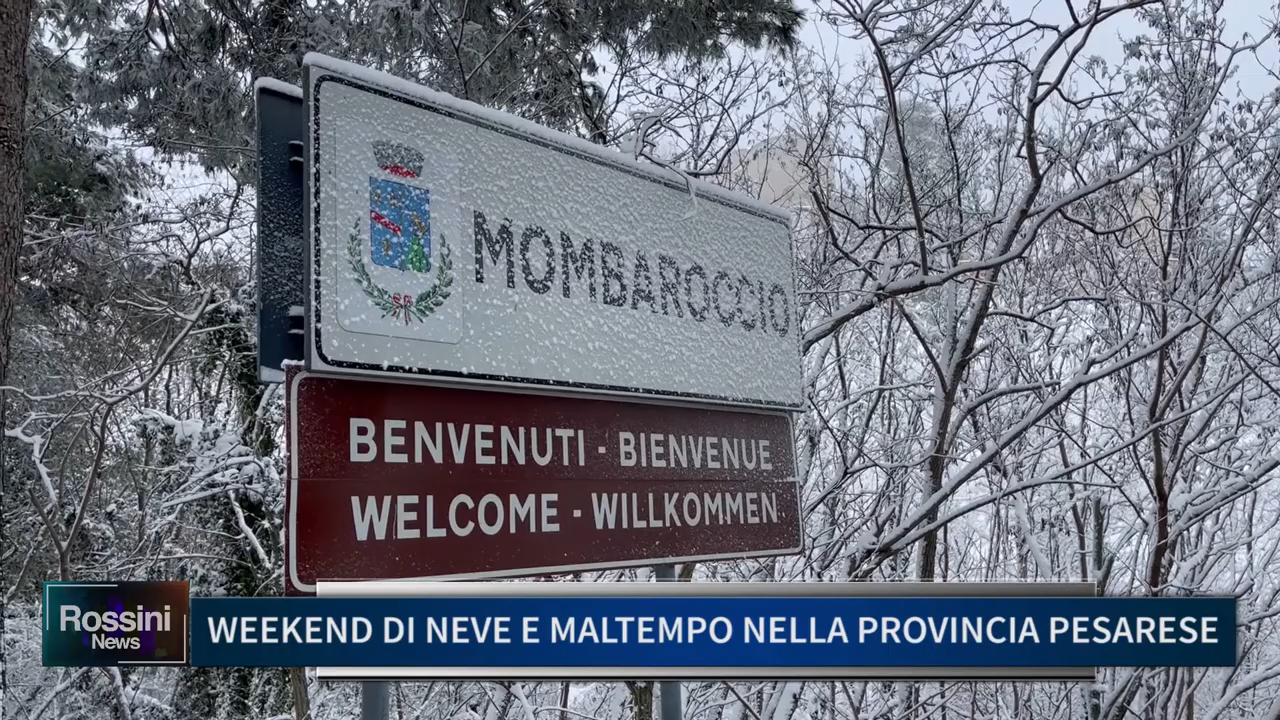 MOMBAROCCIO
BENVENUTI - BIENVENUE
WELCOME - WILLKOMMEN
Rossini
News
WEEKEND DI NEVE E MALTEMPO NELLA PROVINCIA PESARESE